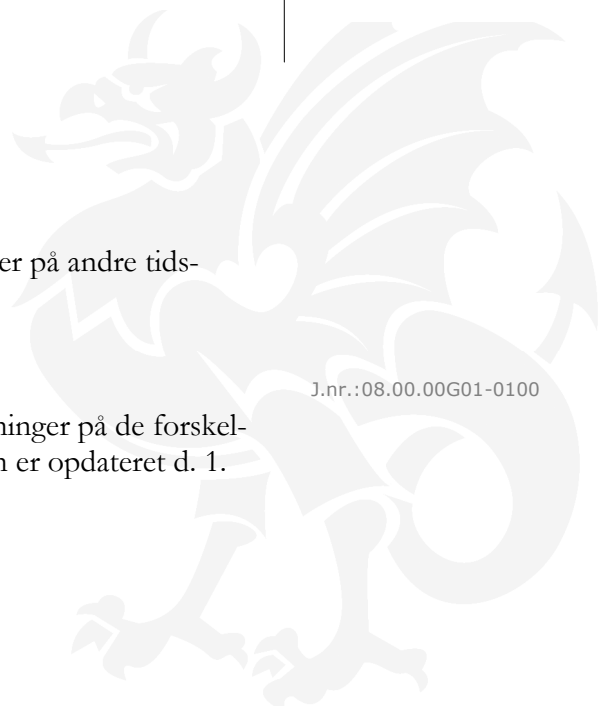 er på andre tids-
J.nr.:08.00.00G01-0100
ninger på de forskel-
er opdateret d. 1.